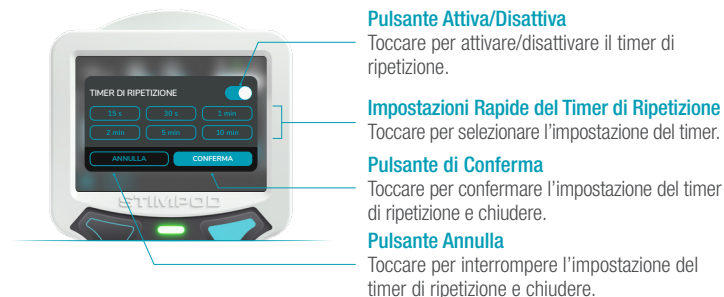 Pulsante Attiva/Disattiva
Toccare per attivare/disattivare il timer di
ripetizione.
TIMER DI RIPETIZIONE
15 s
30 s
1 min
2 min
5 min
10 min
ANNULLA
CONFERMA
STIMPOD
Impostazioni Rapide del Timer di Ripetizione
Toccare per selezionare l'impostazione del timer.
Pulsante di Conferma
Toccare per confermare l'impostazione del timer
di ripetizione e chiudere.
Pulsante Annulla
Toccare per interrompere l'impostazione del
timer di ripetizione e chiudere.